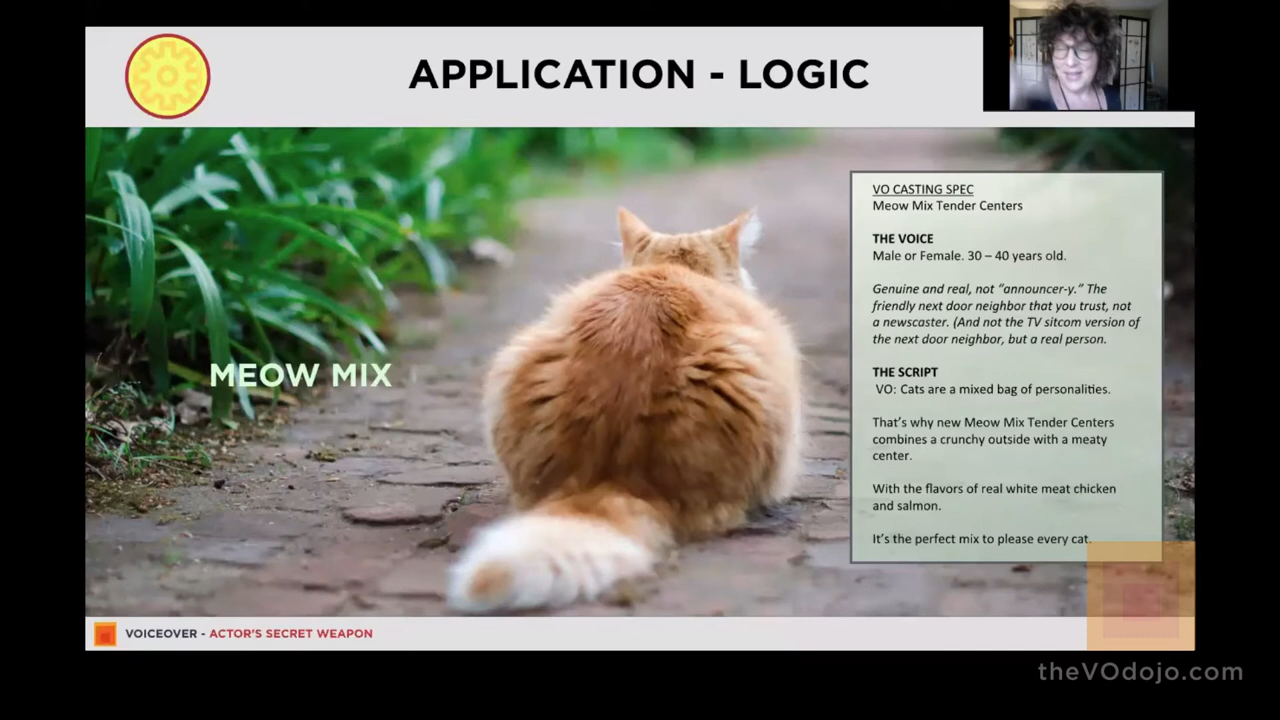 APPLICATION - LOGIC
VO CASTING SPEC
Meow Mix Tender Centers
THE VOICE
Male or Female. 30 – 40 years old.
Genuine and real, not “announcer-y.” The
friendly next door neighbor that you trust, not
a newscaster. (And not the TV sitcom version of
the next door neighbor, but a real person.
MEOW MIX
THE SCRIPT
VO: Cats are a mixed bag of personalities.
That’s why new Meow Mix Tender Centers
combines a crunchy outside with a meaty
center.
With the flavors of real white meat chicken
and salmon.
It’s the perfect mix to please every cat.
VOICEOVER - ACTOR’S SECRET WEAPON
theVOdojo.com